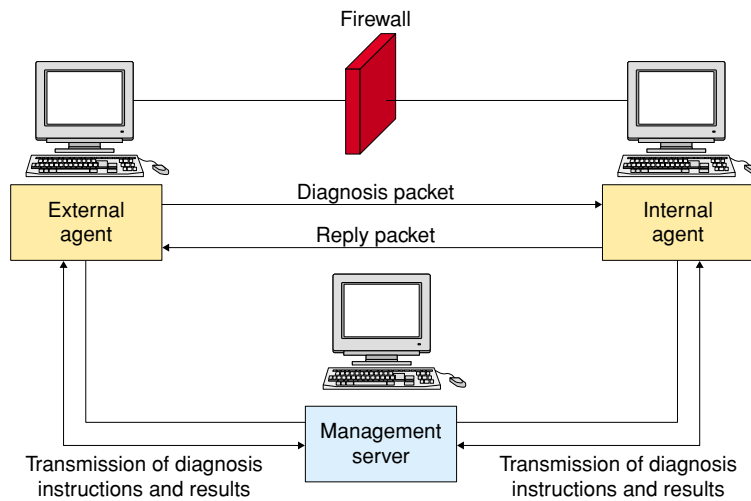 Firewall
Diagnosis packet
External
agent
Internal
agent
Reply packet
Management
server
Transmission of diagnosis
instructions and results
Transmission of diagnosis
instructions and results